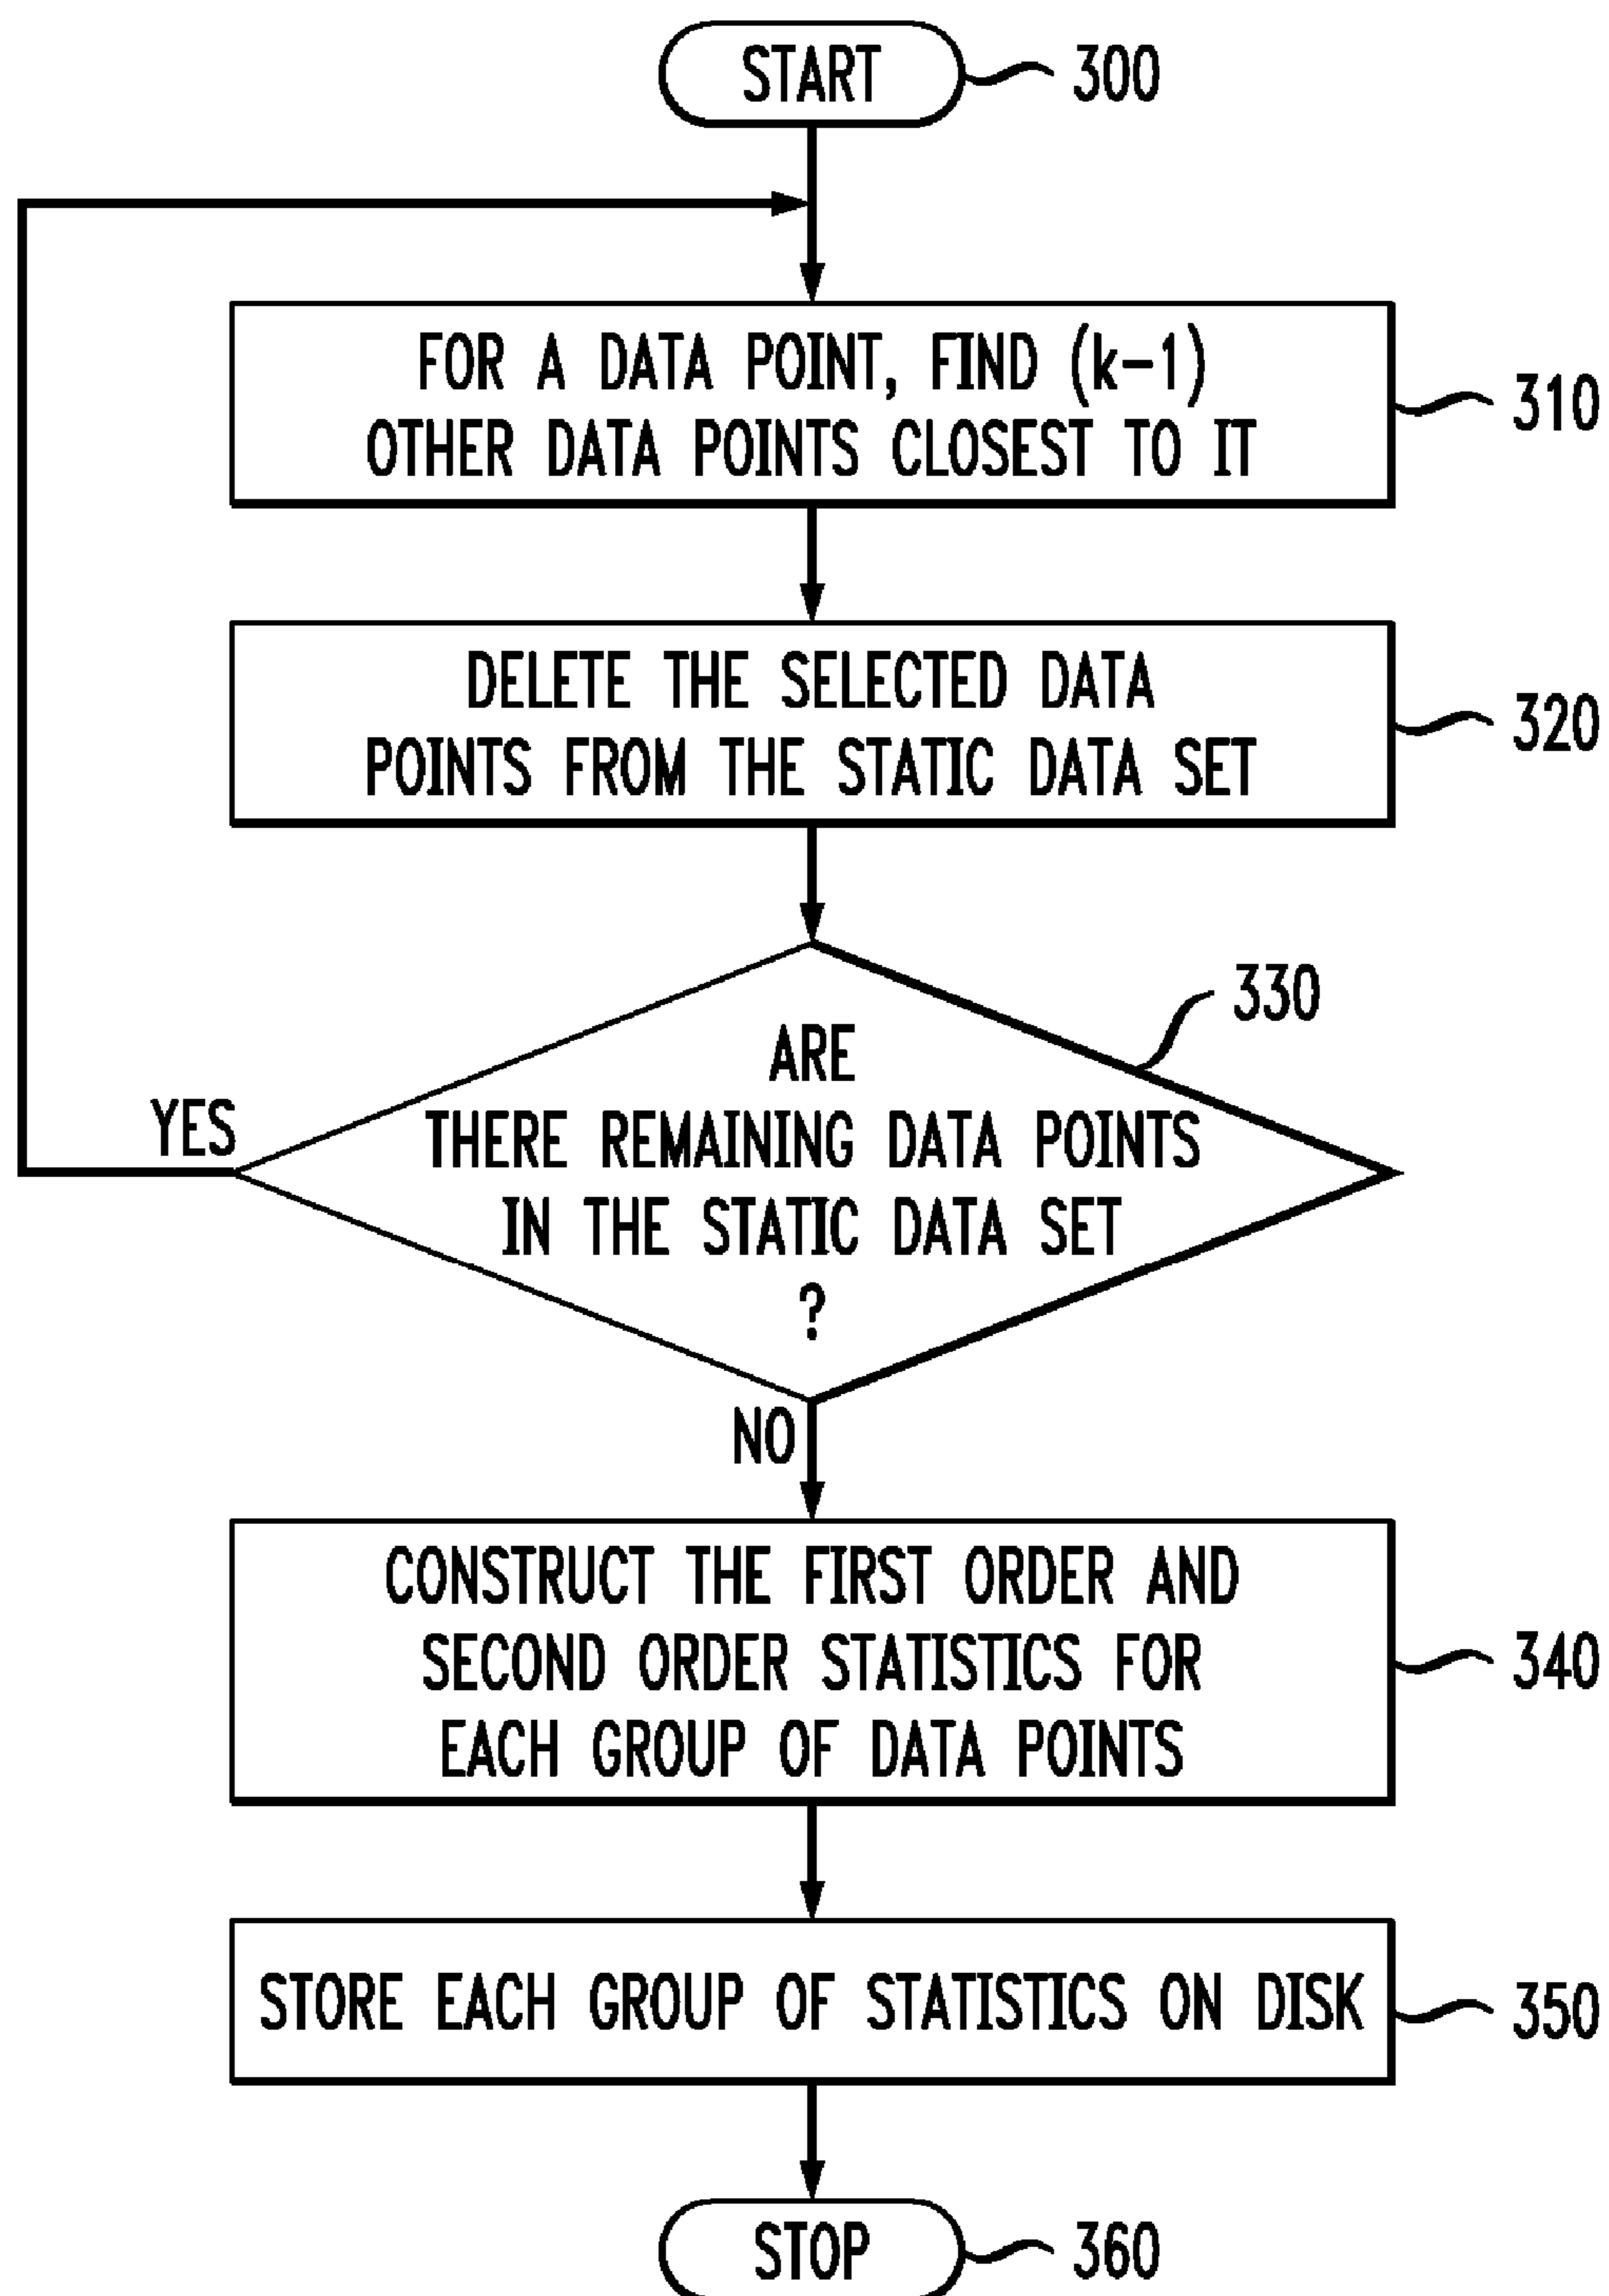 START
300
FOR A DATA POINT, FIND (k-1)
OTHER DATA POINTS CLOSEST TO IT
310
DELETE THE SELECTED DATA
POINTS FROM THE STATIC DATA SET
320
330
ARE
THERE REMAINING DATA POINTS
IN THE STATIC DATA SET
?
YES
NO
CONSTRUCT THE FIRST ORDER AND
SECOND ORDER STATISTICS FOR
EACH GROUP OF DATA POINTS
340
STORE EACH GROUP OF STATISTICS ON DISK
350
STOP
360